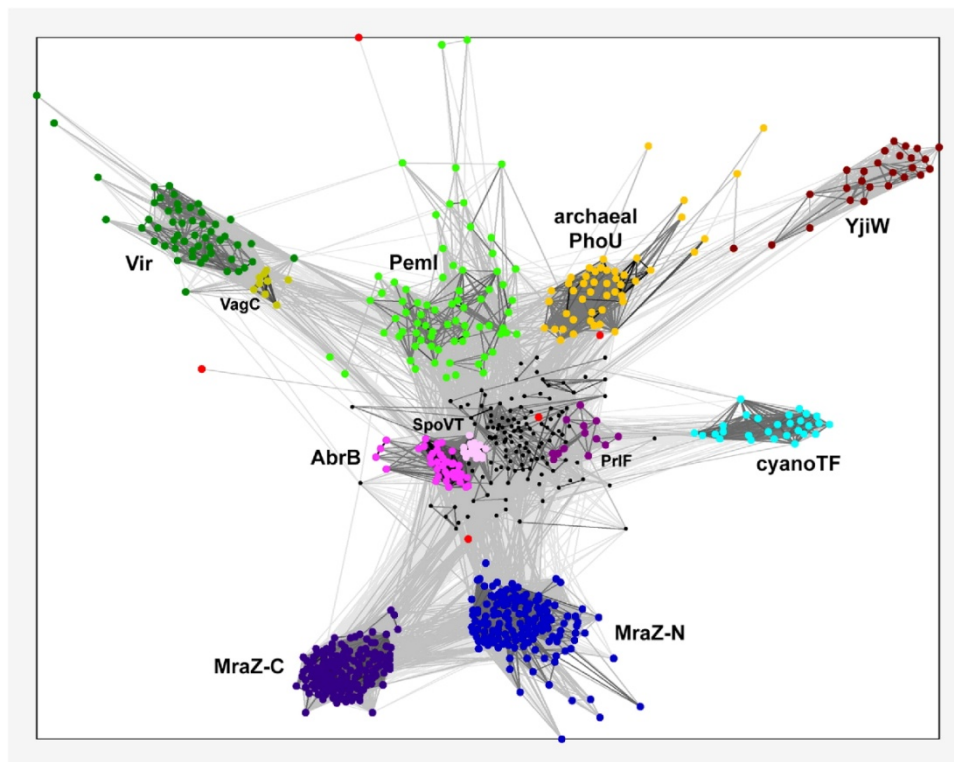 archaeal
PhoU
YjiW
Vir
PemI
VagC
SpoVT
AbrB
PrlF
cyanoTF
MraZ-N
MraZ-C